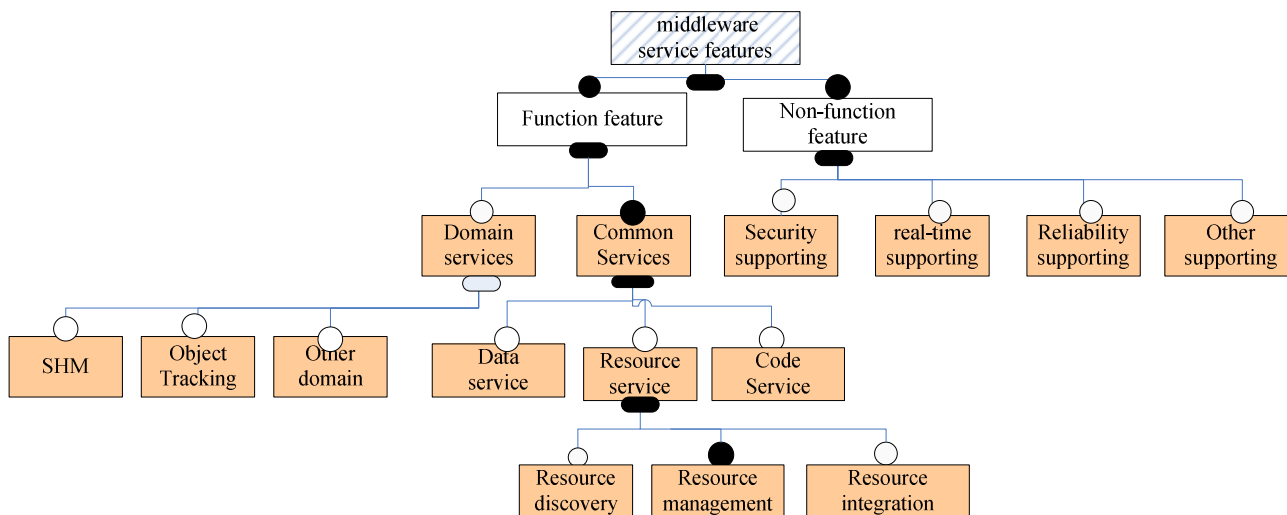 middleware
service features
Function feature
Non-function
feature
Domain
services
Common
Services
Security
supporting
real-time
supporting
Reliability
supporting
Other
supporting
SHM
Object
Tracking
Other
domain
Data
service
Resource
service
Code
Service
Resource
discovery
Resource
management
Resource
integration